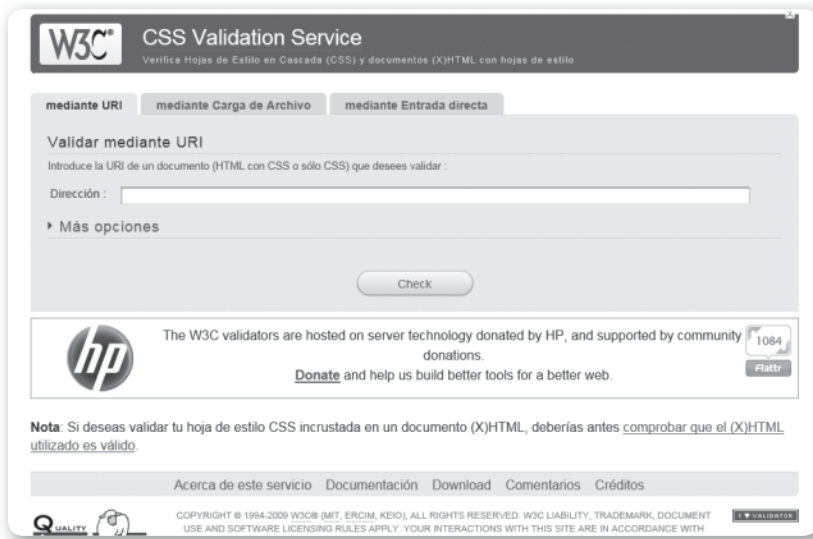 W3C® CSS Validation Service
Verifica Hojas de Estilo en Cascada (CSS) y documentos (X)HTML con hojas de estilo
mediante URI mediante Carga de Archivo mediante Entrada directa
Validar mediante URI
Introduce la URI de un documento (HTML con CSS o sólo CSS) que desees validar :
Dirección :
Más opciones
Check
The W3C validators are hosted on server technology donated by HP, and supported by community
donations.
Donate and help us build better tools for a better web.
hp
1084
Flattr
Nota: Si deseas validar tu hoja de estilo CSS incrustada en un documento (X)HTML, deberías antes comprobar que el (X)HTML
utilizado es válido.
Acerca de este servicio Documentación Download Comentarios Créditos
QUALITY
COPYRIGHT © 1994-2009 W3C® (MIT, ERCIM, KEIO), ALL RIGHTS RESERVED. W3C LIABILITY, TRADEMARK, DOCUMENT
USE AND SOFTWARE LICENSING RULES APPLY. YOUR INTERACTIONS WITH THIS SITE ARE IN ACCORDANCE WITH
I ♥ VALIDATOR